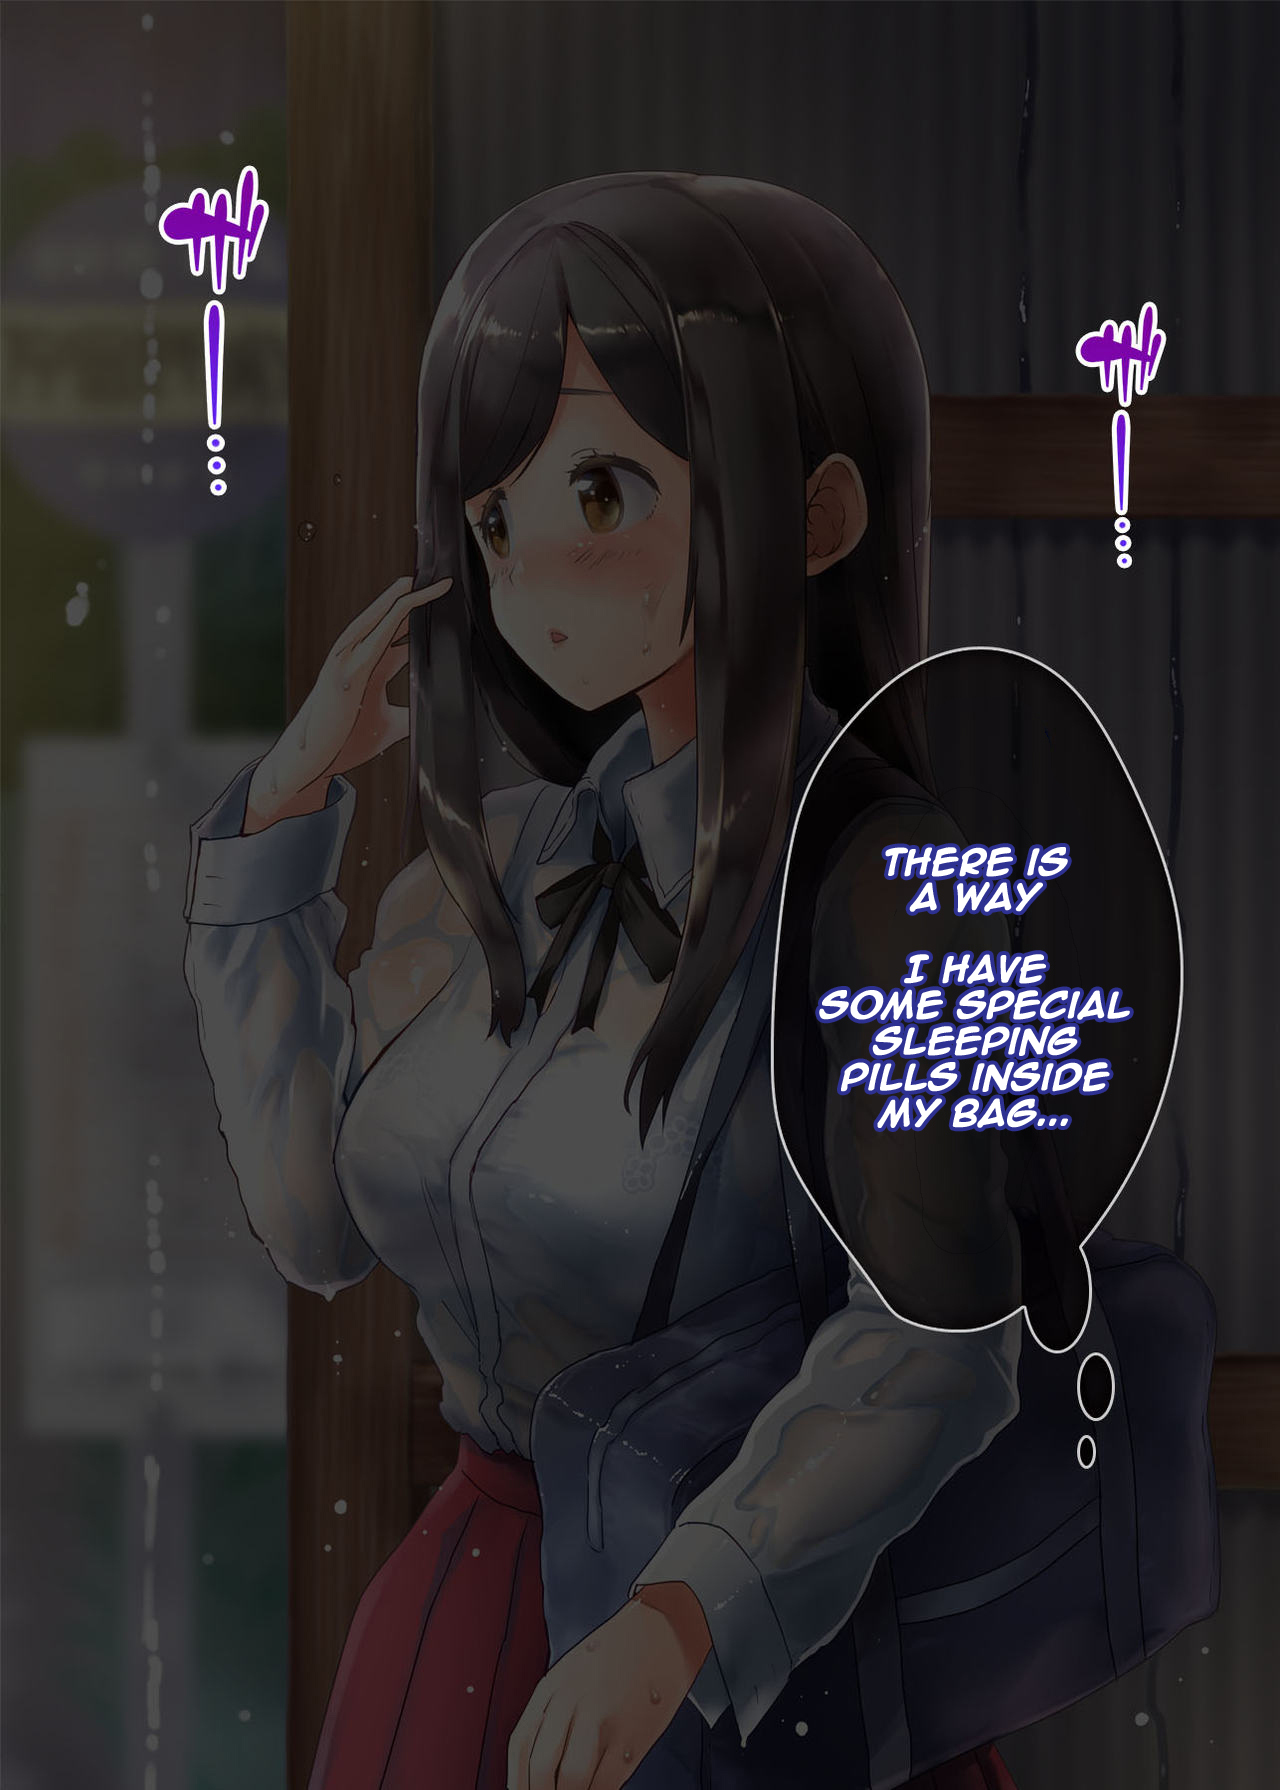 THERE IS
A WAY
I HAVE
SOME SPECIAL
SLEEPING
PILLS INSIDE
MY BAG...